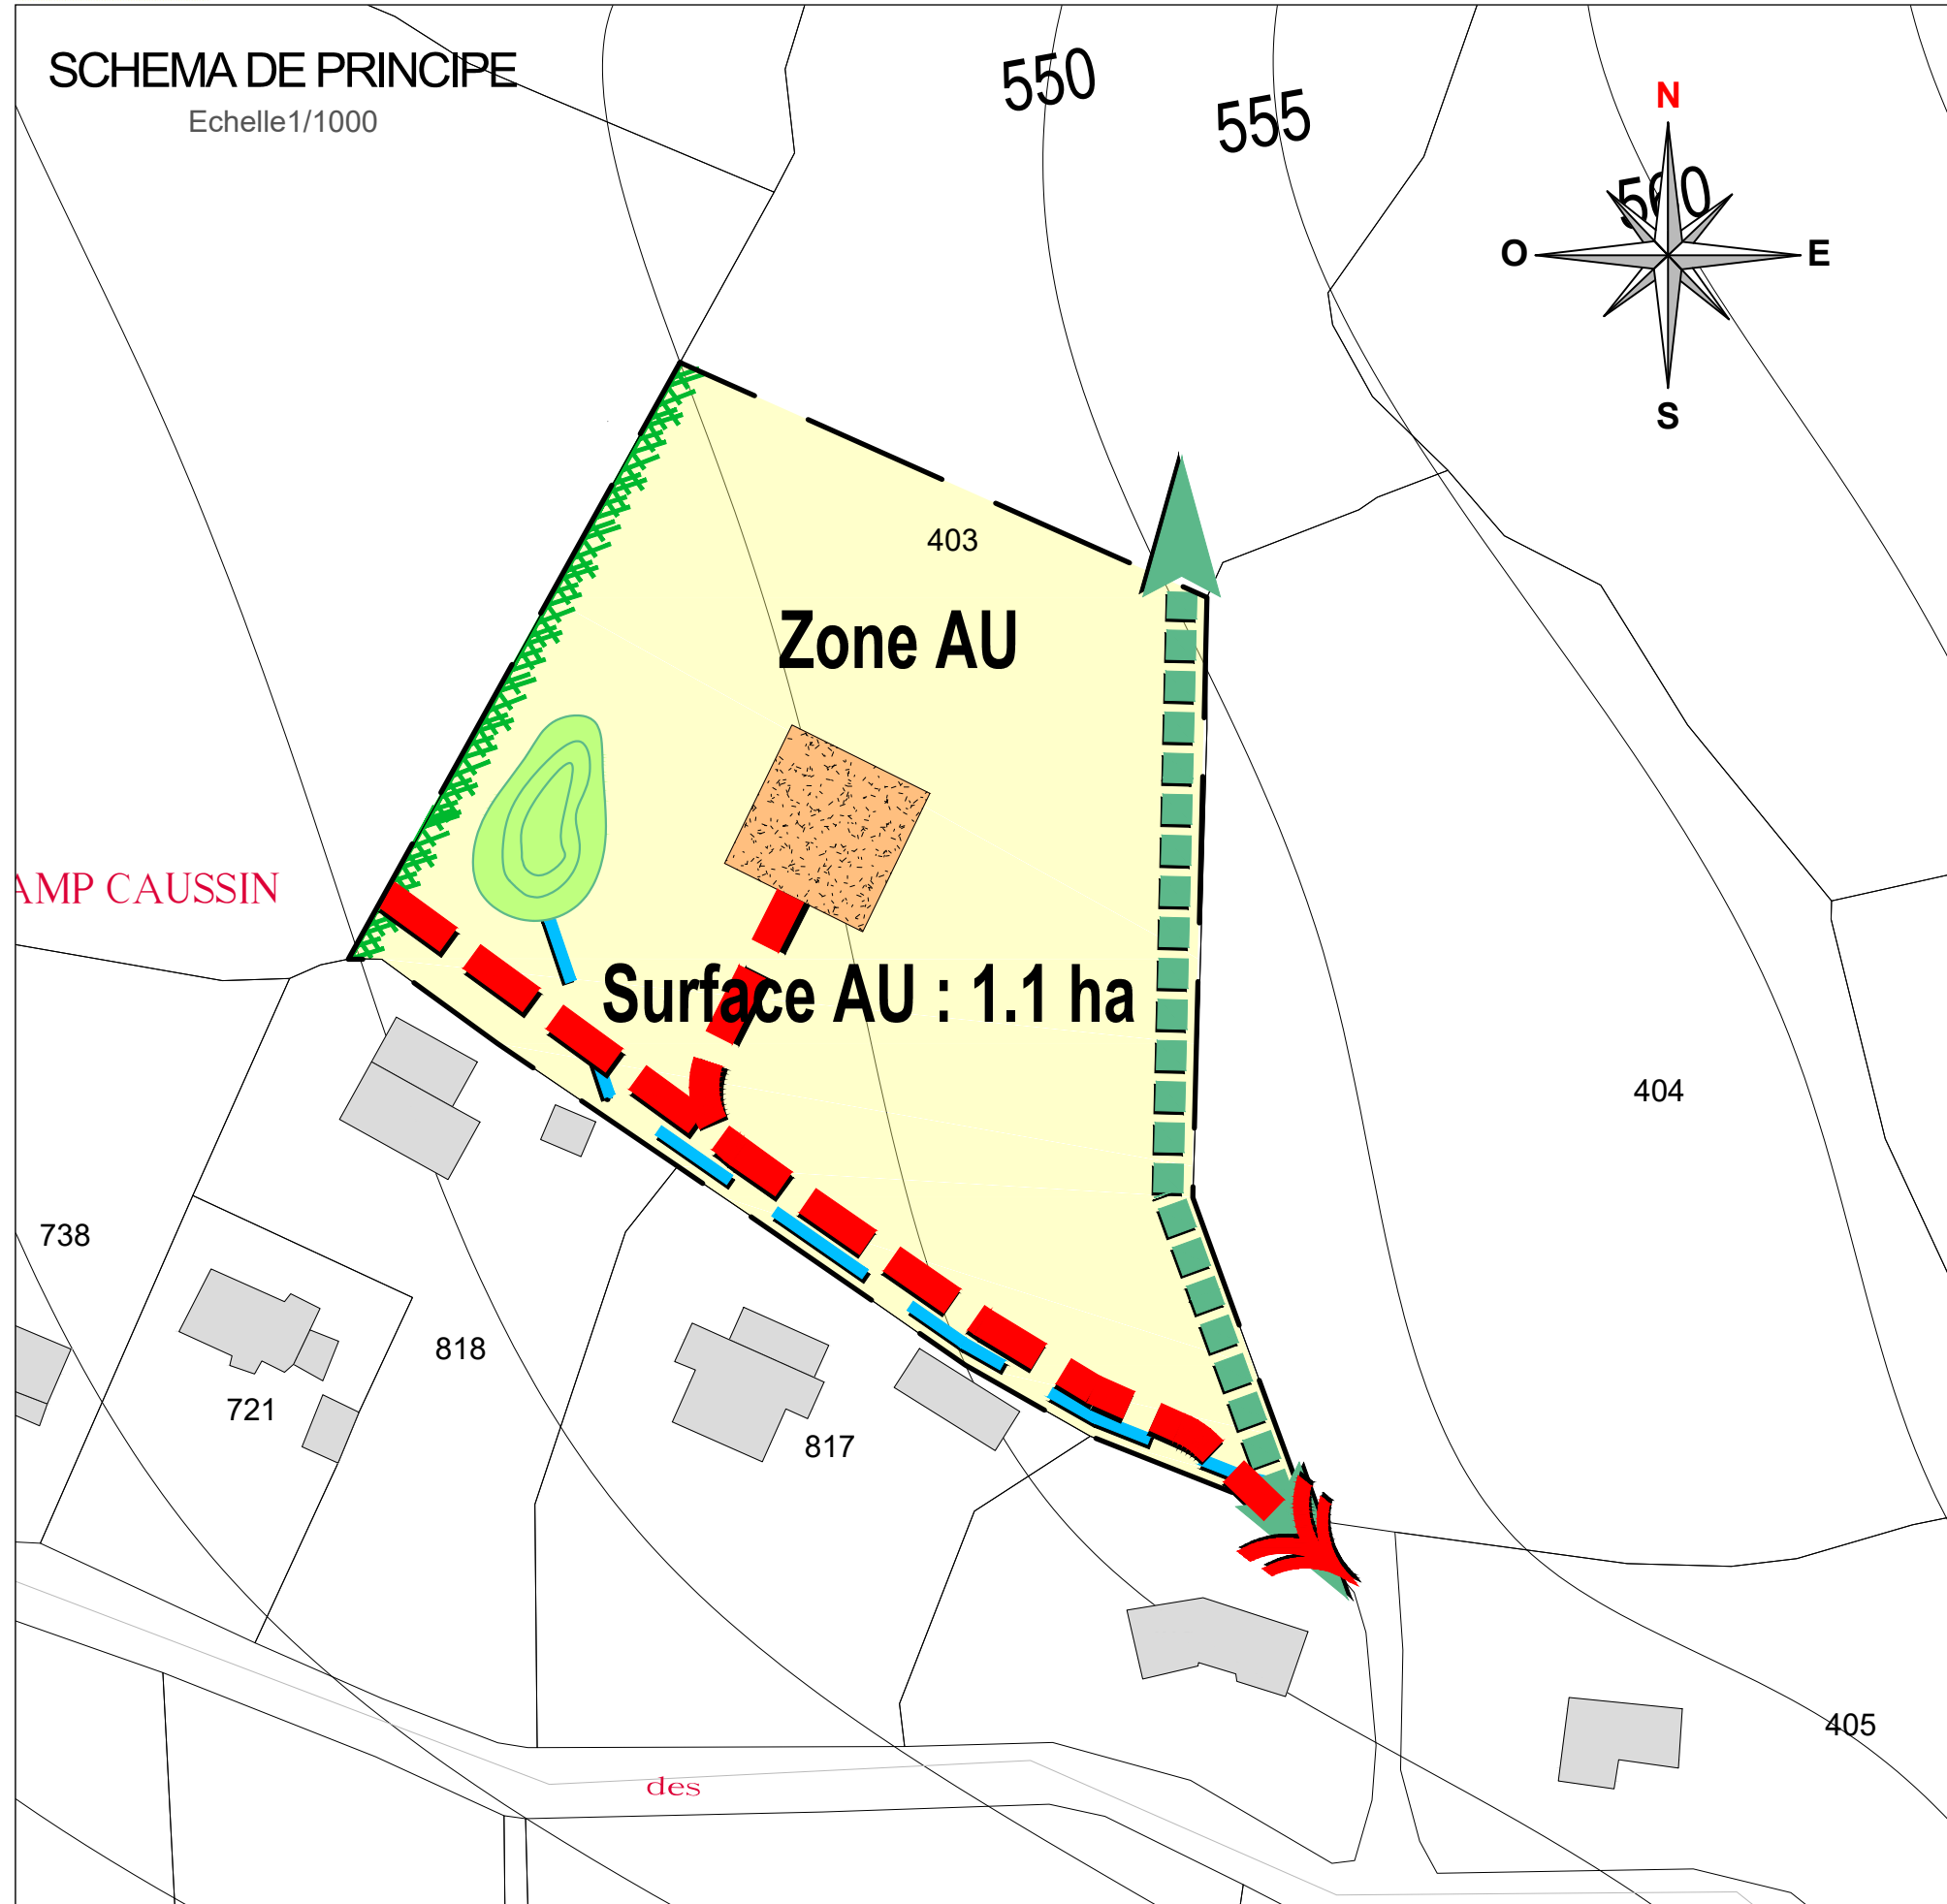 SCHEMA DE PRINCIPE
Echelle1/1000
550
555
N
560
O
E
S
403
Zone AU
AMP CAUSSIN
Surface AU : 1.1 ha
404
738
818
721
817
405
des